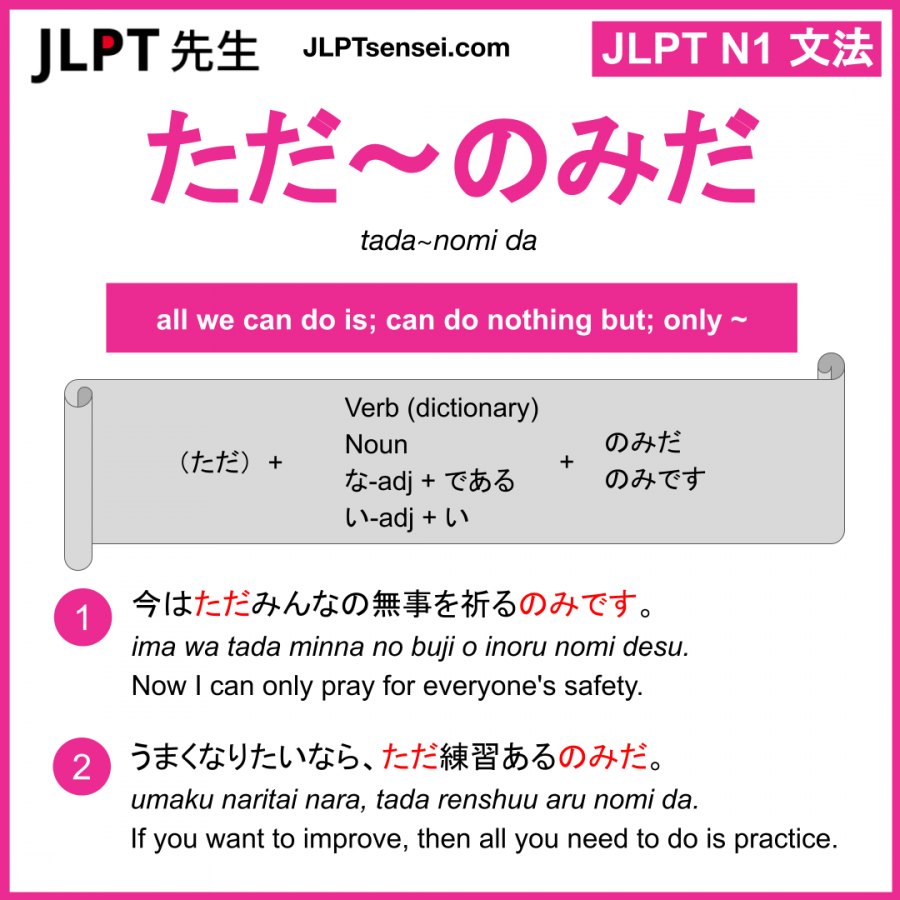 JLPT 先生
JLPTsensei.com
JLPT N1 文法
ただ～のみだ
tada~nomi da
all we can do is; can do nothing but; only ~
（ただ） +
Verb (dictionary)
Noun
な-adj + である
い-adj + い
+
のみだ
のみです
1
今はただみんなの無事を祈るのみです。
ima wa tada minna no buji o inoru nomi desu.
Now I can only pray for everyone's safety.
2
うまくなりたいなら、ただ練習あるのみだ。
umaku naritai nara, tada renshuu aru nomi da.
If you want to improve, then all you need to do is practice.